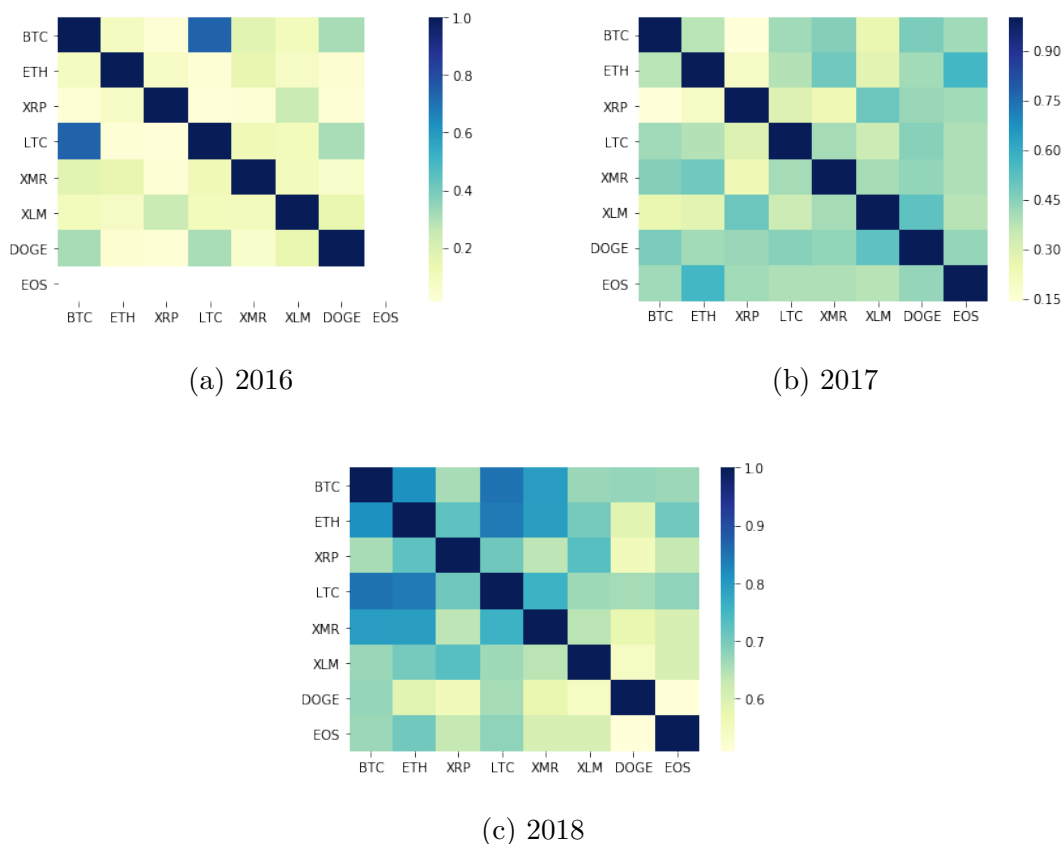 BTC
ETH
XRP
LTC
XMR
XLM
DOGE
EOS
BTC ETH XRP LTC XMR XLM DOGE EOS
1.0
0.8
0.6
0.4
0.2
(a) 2016
BTC
ETH
XRP
LTC
XMR
XLM
DOGE
EOS
BTC ETH XRP LTC XMR XLM DOGE EOS
0.90
0.75
0.60
0.45
0.30
0.15
(b) 2017
BTC
ETH
XRP
LTC
XMR
XLM
DOGE
EOS
BTC ETH XRP LTC XMR XLM DOGE EOS
1.0
0.9
0.8
0.7
0.6
(c) 2018